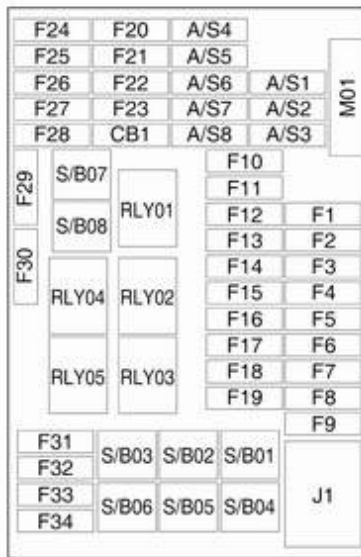 F24 F20 A/S4
F25 F21 A/S5
F26 F22 A/S6 A/S1
F27 F23 A/S7 A/S2
F28 CB1 A/S8 A/S3
M01
F29
F30
S/B07
S/B08
RLY01
RLY04 RLY02
RLY05 RLY03
F10
F11
F12 F1
F13 F2
F14 F3
F15 F4
F16 F5
F17 F6
F18 F7
F19 F8
F9
F31
F32
F33
F34
S/B03 S/B02 S/B01
S/B06 S/B05 S/B04
J1